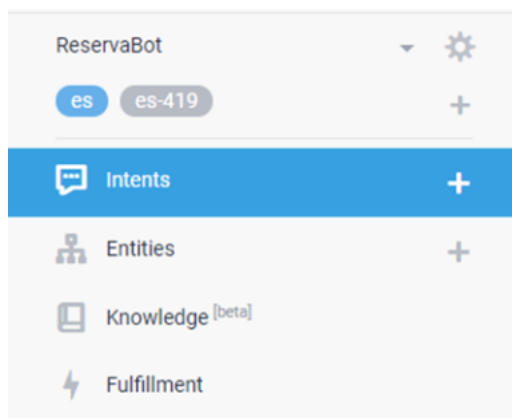 ReservaBot
es es-419
Intents
Entities
Knowledge [beta]
Fulfillment